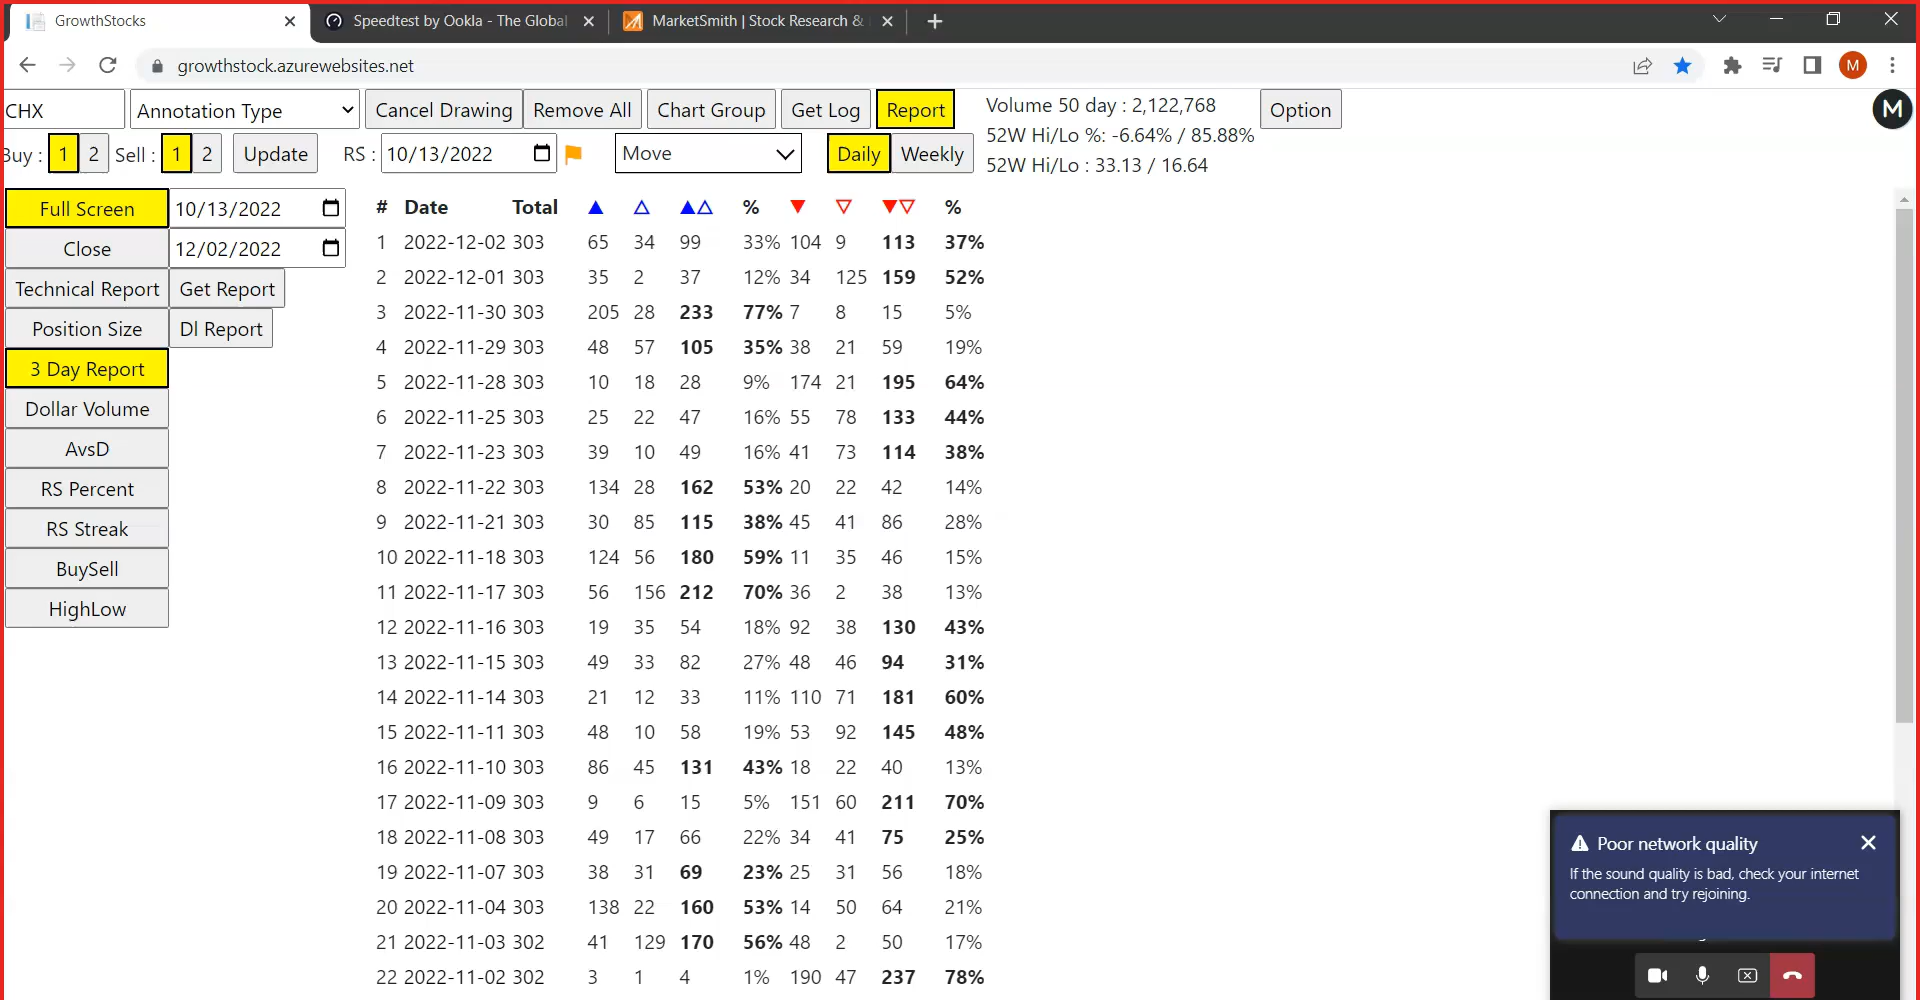 GrowthStocks
Speedtest by Ookla - The Global
MarketSmith | Stock Research &
growthstock.azurewebsites.net
M
CHX
Annotation Type
Cancel Drawing
Remove All
Chart Group
Get Log
Report
Volume 50 day : 2,122,768
Option
M
52W Hi/Lo %: -6.64% / 85.88%
Buy : 1 2 Sell : 1 2 Update RS : 10/13/2022 Move Daily Weekly
52W Hi/Lo : 33.13 / 16.64
Full Screen 10/13/2022
Close 12/02/2022
Technical Report Get Report
Position Size Dl Report
3 Day Report
Dollar Volume
AvsD
RS Percent
RS Streak
BuySell
HighLow
# Date Total ▲ △ ▲△ % ▼ ▽ ▼▽ %
1 2022-12-02 303 65 34 99 33% 104 9 113 37%
2 2022-12-01 303 35 2 37 12% 34 125 159 52%
3 2022-11-30 303 205 28 233 77% 7 8 15 5%
4 2022-11-29 303 48 57 105 35% 38 21 59 19%
5 2022-11-28 303 10 18 28 9% 174 21 195 64%
6 2022-11-25 303 25 22 47 16% 55 78 133 44%
7 2022-11-23 303 39 10 49 16% 41 73 114 38%
8 2022-11-22 303 134 28 162 53% 20 22 42 14%
9 2022-11-21 303 30 85 115 38% 45 41 86 28%
10 2022-11-18 303 124 56 180 59% 11 35 46 15%
11 2022-11-17 303 56 156 212 70% 36 2 38 13%
12 2022-11-16 303 19 35 54 18% 92 38 130 43%
13 2022-11-15 303 49 33 82 27% 48 46 94 31%
14 2022-11-14 303 21 12 33 11% 110 71 181 60%
15 2022-11-11 303 48 10 58 19% 53 92 145 48%
16 2022-11-10 303 86 45 131 43% 18 22 40 13%
17 2022-11-09 303 9 6 15 5% 151 60 211 70%
18 2022-11-08 303 49 17 66 22% 34 41 75 25%
19 2022-11-07 303 38 31 69 23% 25 31 56 18%
20 2022-11-04 303 138 22 160 53% 14 50 64 21%
21 2022-11-03 302 41 129 170 56% 48 2 50 17%
22 2022-11-02 302 3 1 4 1% 190 47 237 78%
Poor network quality
If the sound quality is bad, check your internet
connection and try rejoining.